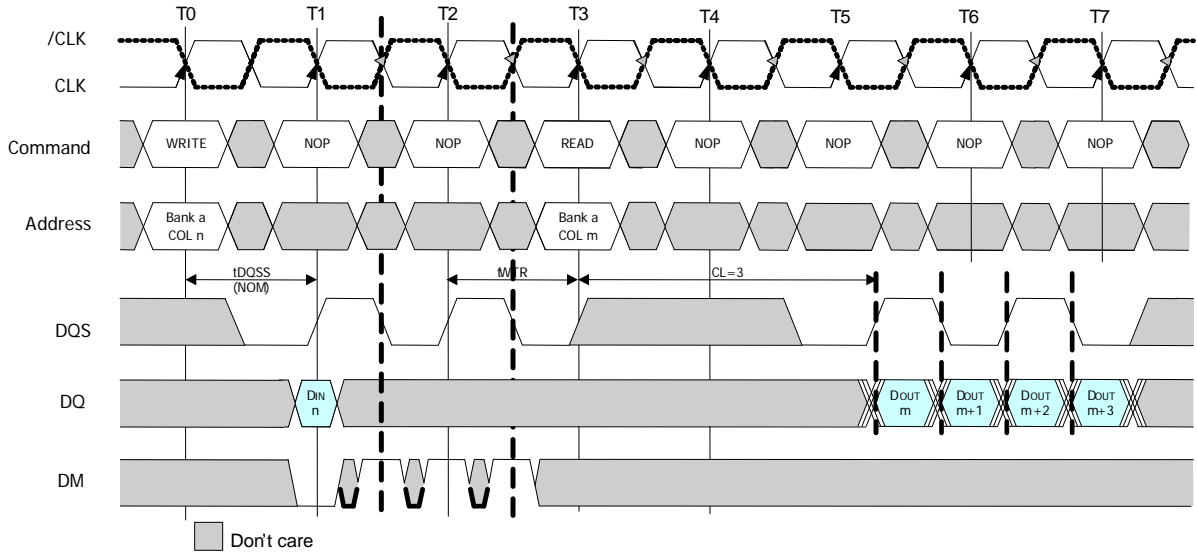 T0 T1 T2 T3 T4 T5 T6 T7
/CLK
CLK
Command WRITE NOP NOP READ NOP NOP NOP NOP
Address Bank a Bank a
COL n COL m
tDQSS tWTR CL=3
(NOM)
DQS
DQ DIN DOUT DOUT DOUT DOUT
n m m+1 m+2 m+3
DM
Don't care